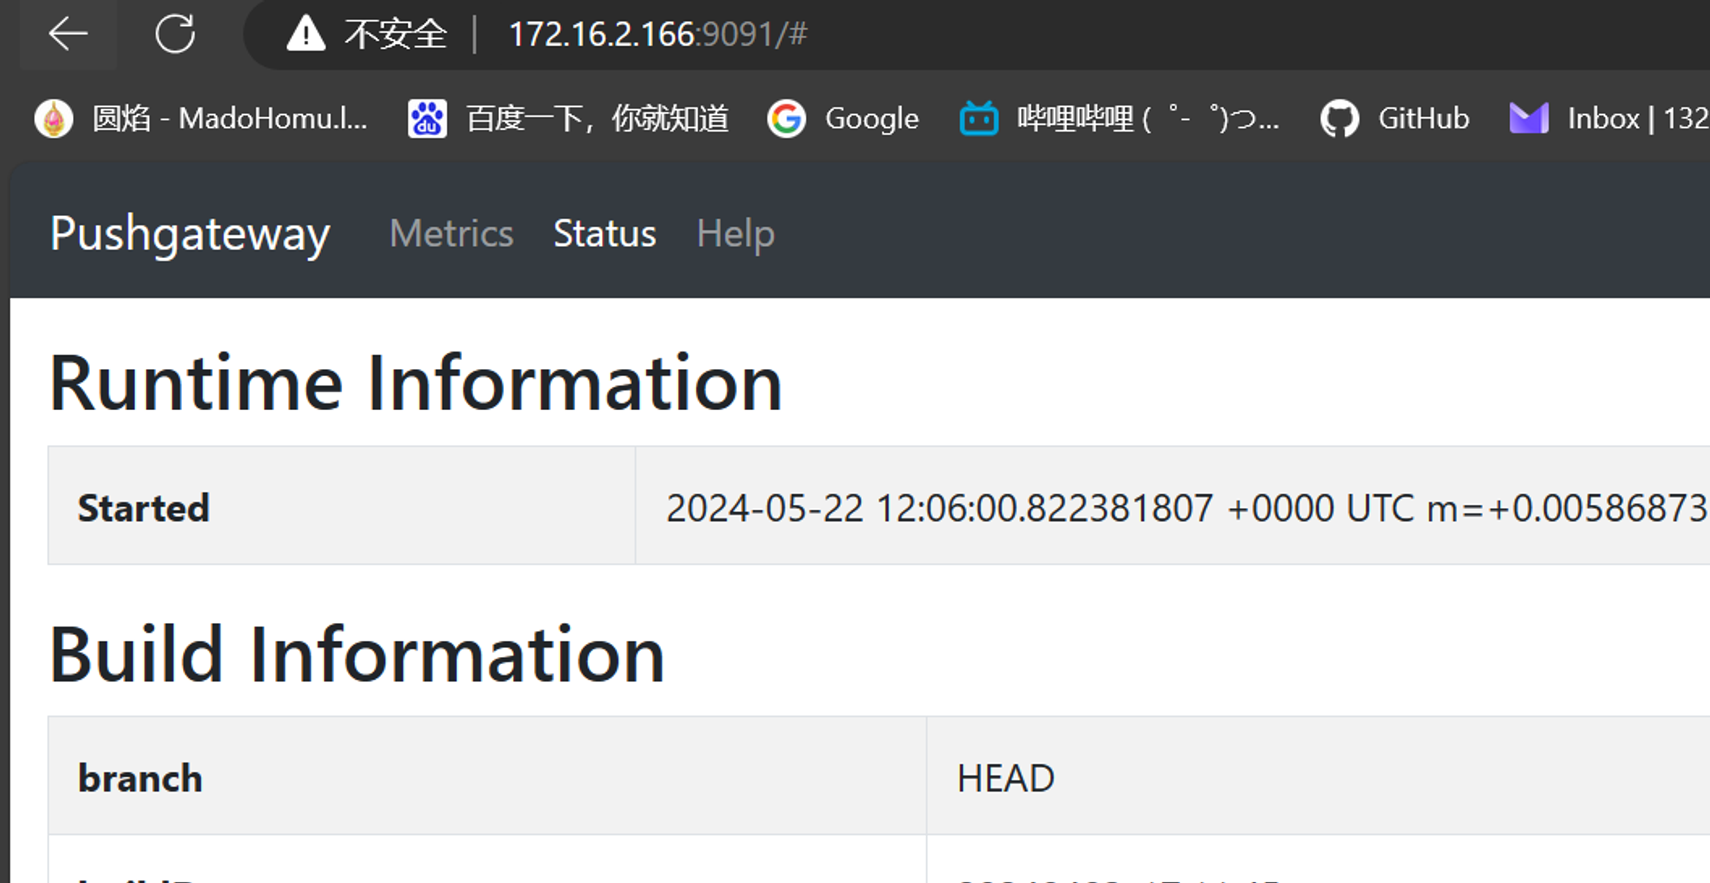 不安全 | 172.16.2.166:9091/#
圆焰 - MadoHomu.l... 百度一下，你就知道 Google 哔哩哔哩 (゜-゜)つ... GitHub Inbox | 132
Pushgateway Metrics Status Help
Runtime Information
Started 2024-05-22 12:06:00.822381807 +0000 UTC m=+0.00586873
Build Information
branch HEAD